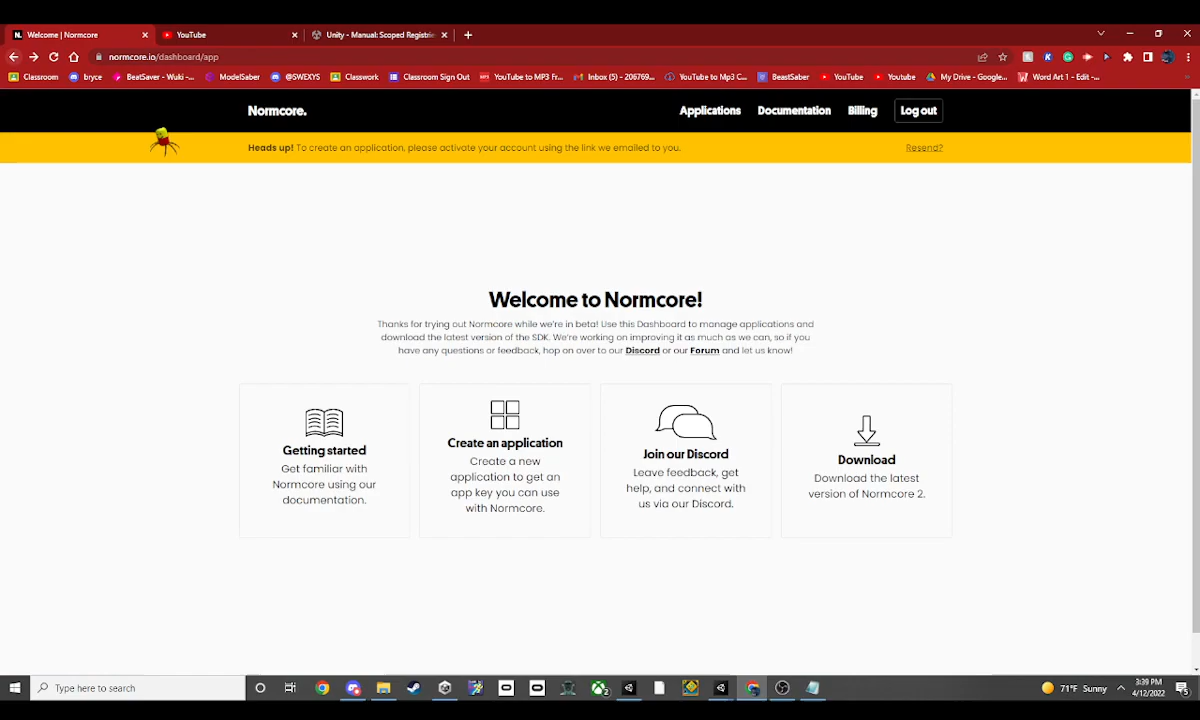 Welcome | Normcore
YouTube
Unity - Manual: Scoped Registrie
normcore.io/dashboard/app
Classroom
bryce
BeatSaver - Wuki -...
ModelSaber
@SWEXYS
Classwork
Classroom Sign Out
YouTube to MP3 Fr...
Inbox (5) - 206769...
YouTube to Mp3 C...
BeastSaber
YouTube
Youtube
My Drive - Google...
Word Art 1 - Edit -...
Normcore.
Applications
Documentation
Billing
Log out
Heads up! To create an application, please activate your account using the link we emailed to you.
Resend?
Welcome to Normcore!
Thanks for trying out Normcore while we're in beta! Use this Dashboard to manage applications and
download the latest version of the SDK. We're working on improving it as much as we can, so if you
have any questions or feedback, hop on over to our Discord or our Forum and let us know!
Getting started
Get familiar with
Normcore using our
documentation.
Create an application
Create a new
application to get an
app key you can use
with Normcore.
Join our Discord
Leave feedback, get
help, and connect with
us via our Discord.
Download
Download the latest
version of Normcore 2.
Type here to search
71°F Sunny
3:39 PM
4/12/2022